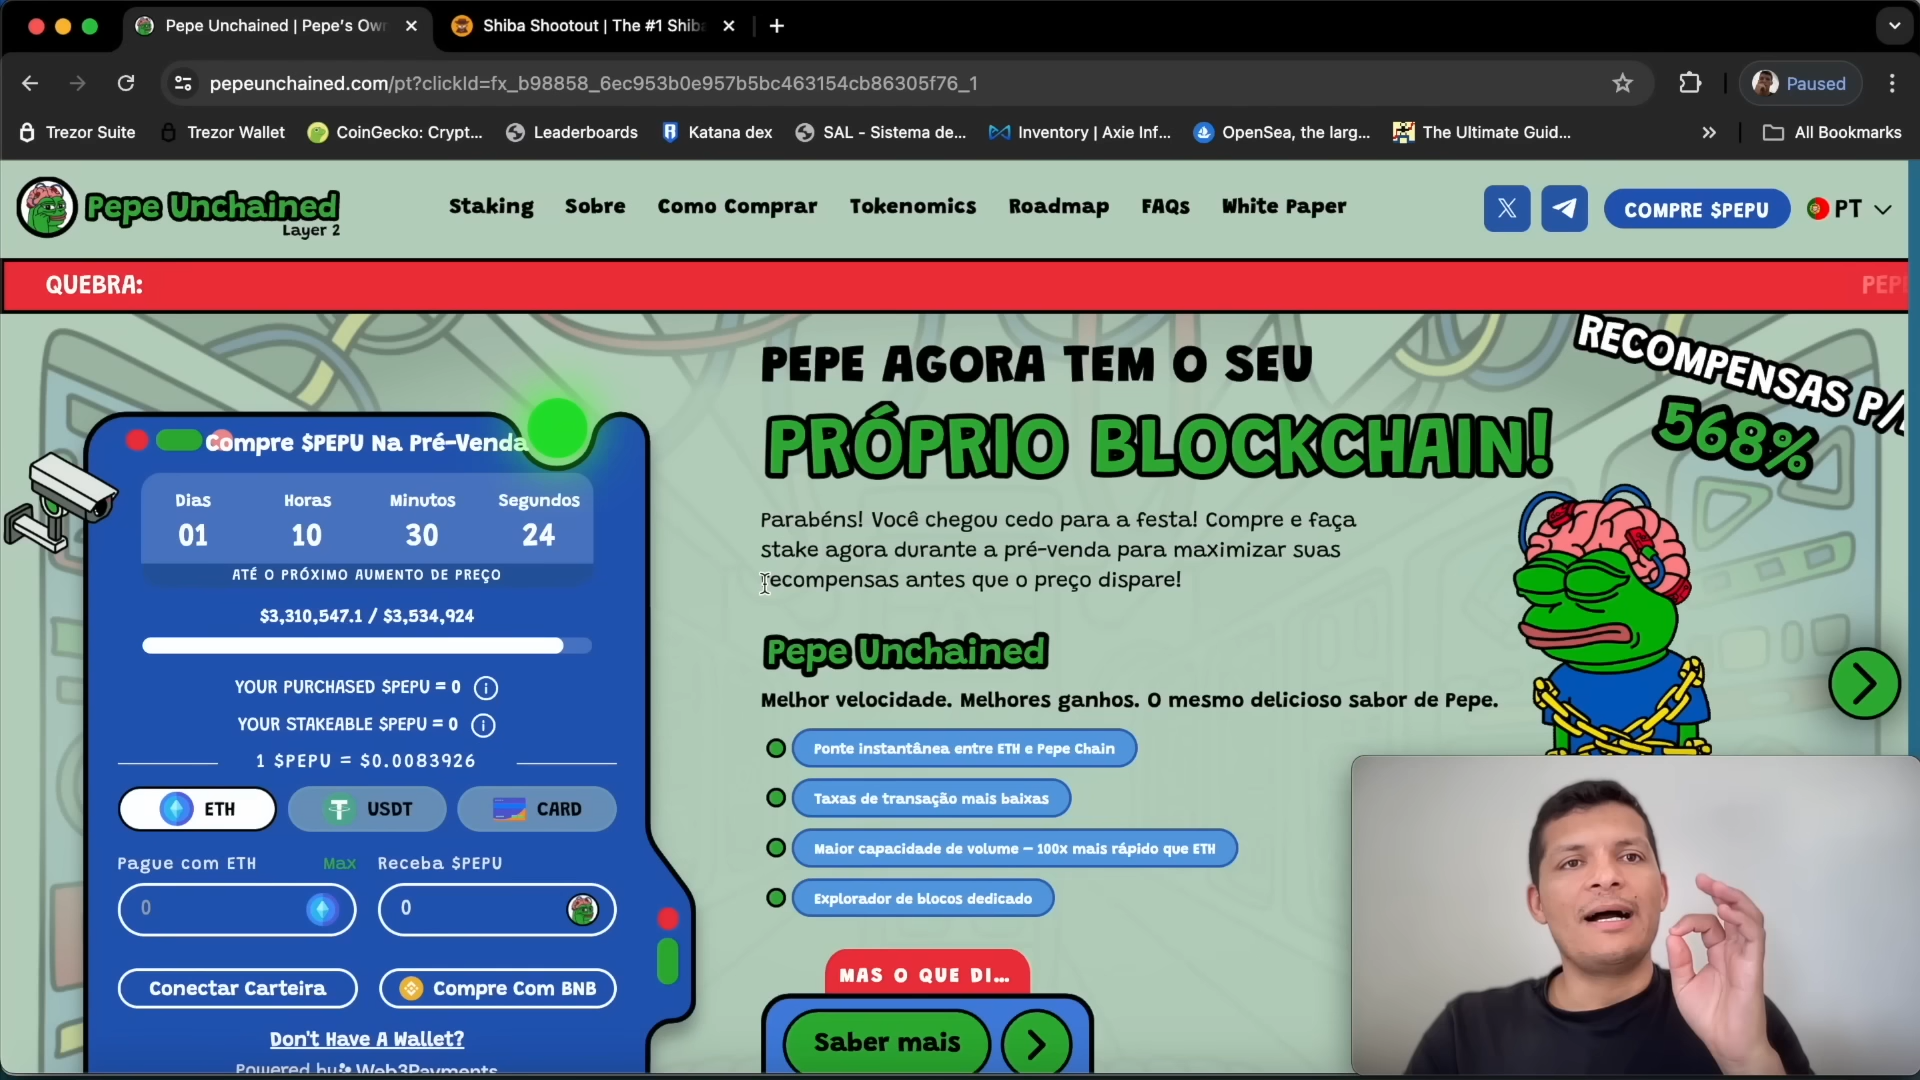 Pepe Unchained | Pepe's Ow
Shiba Shootout | The #1 Shib
pepeunchained.com/pt?clickId=fx_b98858_6ec953b0e957b5bc463154cb86305f76_1
Paused
Trezor Suite
Trezor Wallet
CoinGecko: Crypt...
Leaderboards
Katana dex
SAL - Sistema de...
Inventory | Axie Inf...
OpenSea, the larg...
The Ultimate Guid...
All Bookmarks
Pepe Unchained
Layer 2
Staking
Sobre
Como Comprar
Tokenomics
Roadmap
FAQs
White Paper
COMPRE $PEPU
PT
QUEBRA:
PEP
RECOMPENSAS P/
568%
PEPE AGORA TEM O SEU
PRÓPRIO BLOCKCHAIN!
Parabéns! Você chegou cedo para a festa! Compre e faça
stake agora durante a pré-venda para maximizar suas
recompensas antes que o preço dispare!
Pepe Unchained
Melhor velocidade. Melhores ganhos. O mesmo delicioso sabor de Pepe.
Ponte instantânea entre ETH e Pepe Chain
Taxas de transação mais baixas
Maior capacidade de volume – 100x mais rápido que ETH
Explorador de blocos dedicado
MAS O QUE DI...
Saber mais
Compre $PEPU Na Pré-Venda
Dias
Horas
Minutos
Segundos
01
10
30
24
ATÉ O PRÓXIMO AUMENTO DE PREÇO
$3,310,547.1 / $3,534,924
YOUR PURCHASED $PEPU = 0
YOUR STAKEABLE $PEPU = 0
1 $PEPU = $0.0083926
ETH
USDT
CARD
Pague com ETH
Max
Receba $PEPU
0
0
Conectar Carteira
Compre Com BNB
Don't Have A Wallet?
Powered by Web3Payments